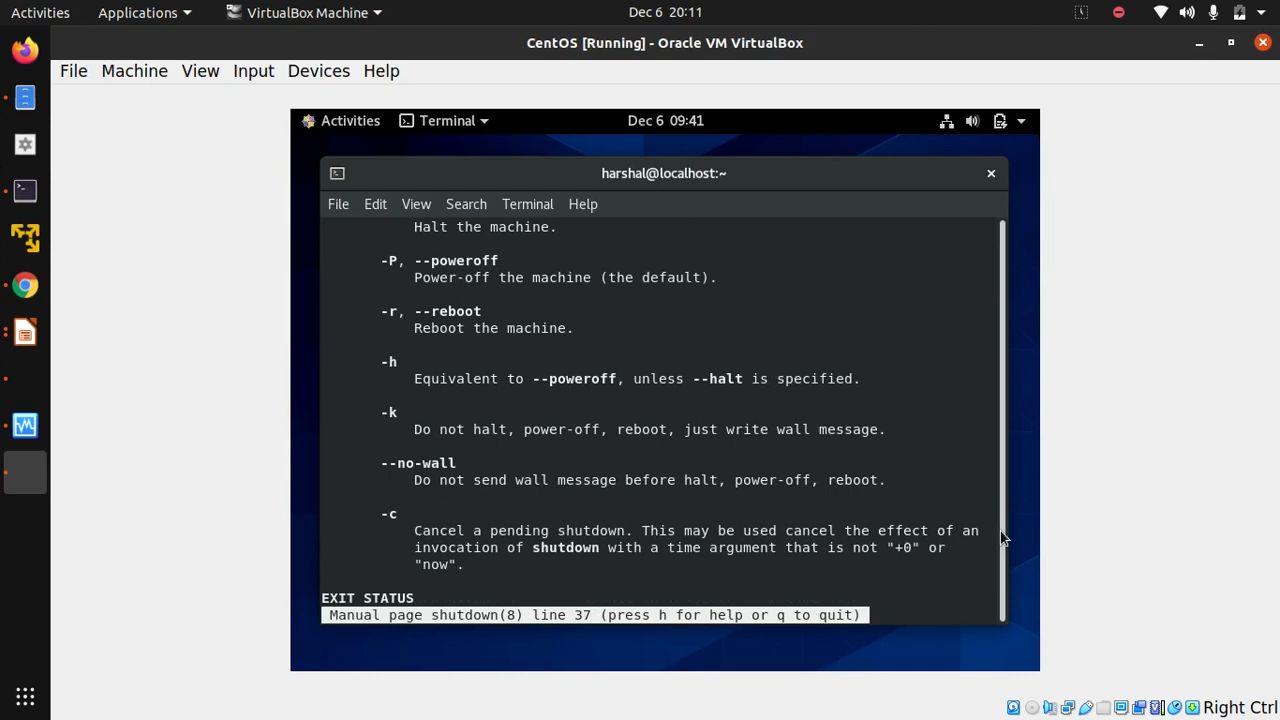 Activities Applications VirtualBox Machine Dec 6 20:11
CentOS [Running] - Oracle VM VirtualBox
File Machine View Input Devices Help
Activities Terminal Dec 6 09:41
harshal@localhost:~
File Edit View Search Terminal Help
Halt the machine.
-P, --poweroff
Power-off the machine (the default).
-r, --reboot
Reboot the machine.
-h
Equivalent to --poweroff, unless --halt is specified.
-k
Do not halt, power-off, reboot, just write wall message.
--no-wall
Do not send wall message before halt, power-off, reboot.
-c
Cancel a pending shutdown. This may be used cancel the effect of an
invocation of shutdown with a time argument that is not "+0" or
"now".
EXIT STATUS
Manual page shutdown(8) line 37 (press h for help or q to quit)
Right Ctrl